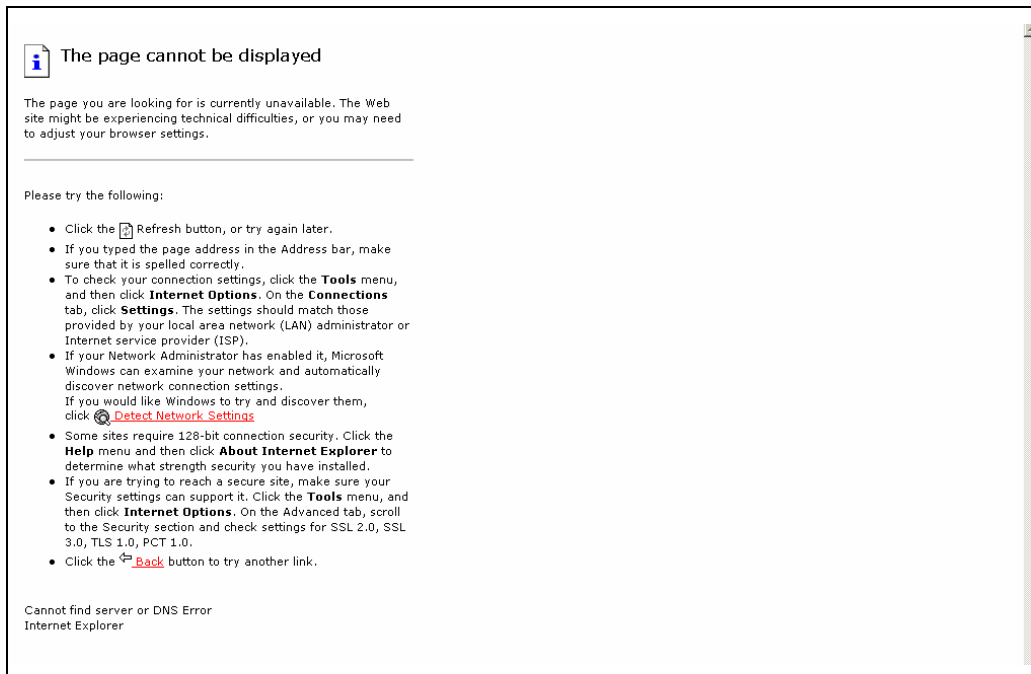 The page cannot be displayed
The page you are looking for is currently unavailable. The Web
site might be experiencing technical difficulties, or you may need
to adjust your browser settings.
Please try the following:
Click the Refresh button, or try again later.
If you typed the page address in the Address bar, make
sure that it is spelled correctly.
To check your connection settings, click the Tools menu,
and then click Internet Options. On the Connections
tab, click Settings. The settings should match those
provided by your local area network (LAN) administrator or
Internet service provider (ISP).
If your Network Administrator has enabled it, Microsoft
Windows can examine your network and automatically
discover network connection settings.
If you would like Windows to try and discover them,
click Detect Network Settings
Some sites require 128-bit connection security. Click the
Help menu and then click About Internet Explorer to
determine what strength security you have installed.
If you are trying to reach a secure site, make sure your
Security settings can support it. Click the Tools menu, and
then click Internet Options. On the Advanced tab, scroll
to the Security section and check settings for SSL 2.0, SSL
3.0, TLS 1.0, PCT 1.0.
Click the Back button to try another link.
Cannot find server or DNS Error
Internet Explorer